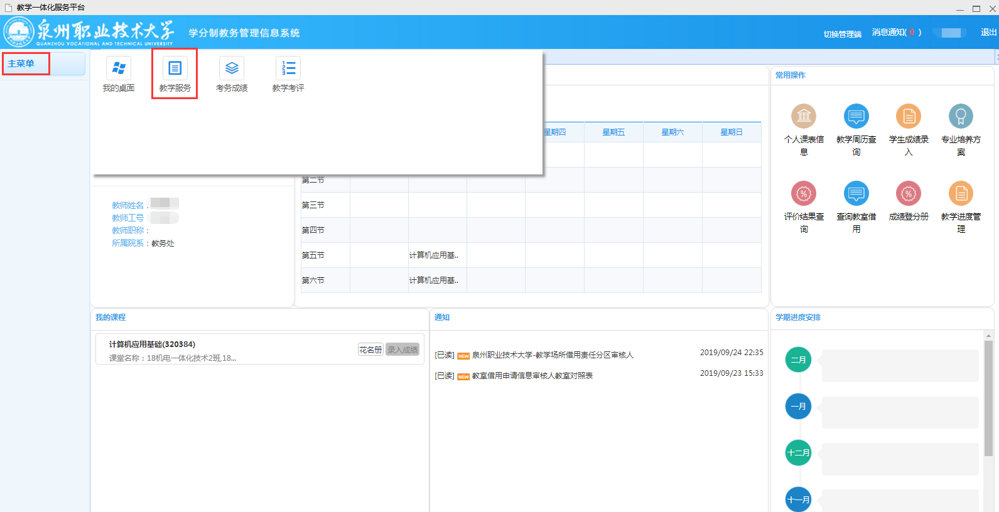 教学一体化服务平台
泉州职业技术大学
QUANZHOU VOCATIONAL AND TECHNICAL UNIVERSITY
学分制教务管理信息系统
切换管理端
消息通知( 0 )
退出
主菜单
我的桌面
教学服务
考务成绩
教学考评
星期四
星期五
星期六
星期日
第二节
第三节
第四节
第五节
计算机应用基..
第六节
计算机应用基..
教师姓名
教师工号
教师职称：
所属院系：教务处
常用操作
个人课表信息
教学周历查询
学生成绩录入
专业培养方案
评价结果查询
查询教室借用
成绩登分册
教学进度管理
我的课程
计算机应用基础(320384)
课堂名称：18机电一体化技术2班,18...
花名册
录入成绩
通知
[已读] NEW 泉州职业技术大学-教学场所借用责任分区审核人
2019/09/24 22:35
[已读] NEW 教室借用申请信息审核人教室对照表
2019/09/23 15:33
学期进度安排
二月
一月
十二月
十一月